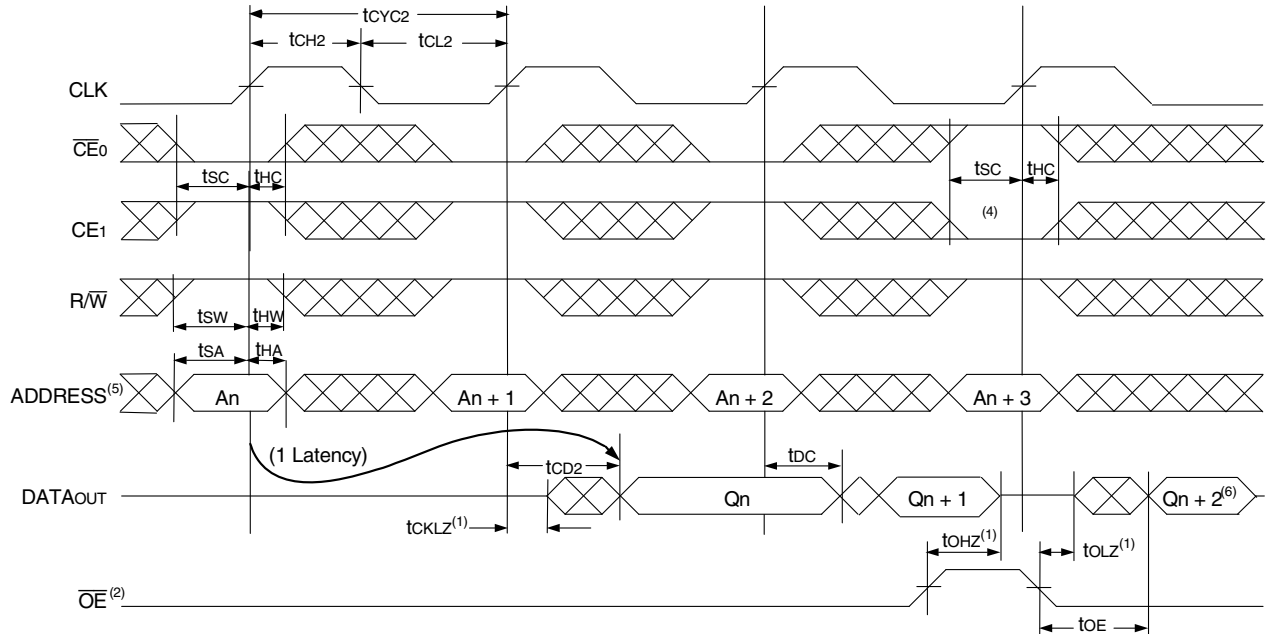 tCYC2
tCH2 tCL2
CLK
CE0
tSC tHC tSC tHC
CE1 (4)
R/W
tSW tHW
tSA tHA
ADDRESS(5) An An + 1 An + 2 An + 3
(1 Latency) tCD2 tDC
DATAOUT Qn Qn + 1 Qn + 2(6)
tCKLZ(1)
tOHZ(1) tOLZ(1)
OE(2)
tOE